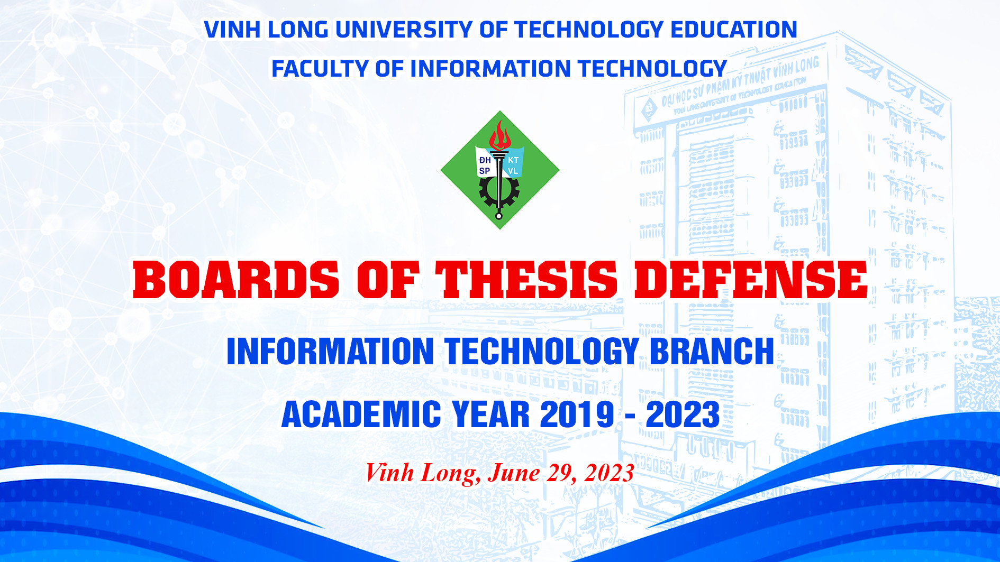 VINH LONG UNIVERSITY OF TECHNOLOGY EDUCATION
FACULTY OF INFORMATION TECHNOLOGY
ĐẠI HỌC SƯ PHẠM KỸ THUẬT VĨNH LONG
VINH LONG UNIVERSITY OF TECHNOLOGY EDUCATION
ĐH KT
SP VL
BOARDS OF THESIS DEFENSE
INFORMATION TECHNOLOGY BRANCH
ACADEMIC YEAR 2019 - 2023
Vinh Long, June 29, 2023